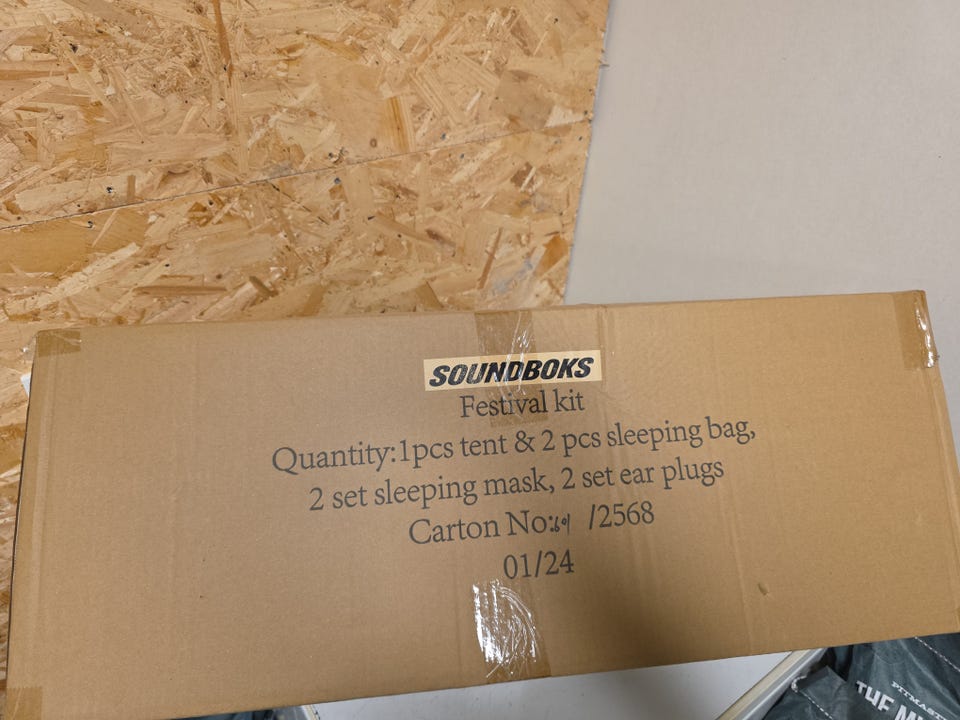 SOUNDBOKS
Festival kit
Quantity:1pcs tent & 2 pcs sleeping bag,
2 set sleeping mask, 2 set ear plugs
Carton No: /2568
01/24
THE